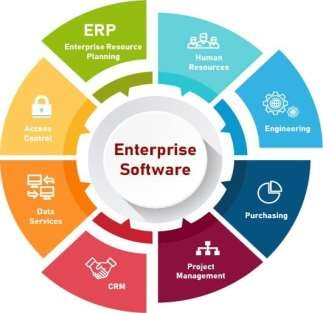 ERP
Enterprise Resource
Planning
Human
Resources
Engineering
Purchasing
Project
Management
CRM
Data
Services
Access
Control
Enterprise
Software